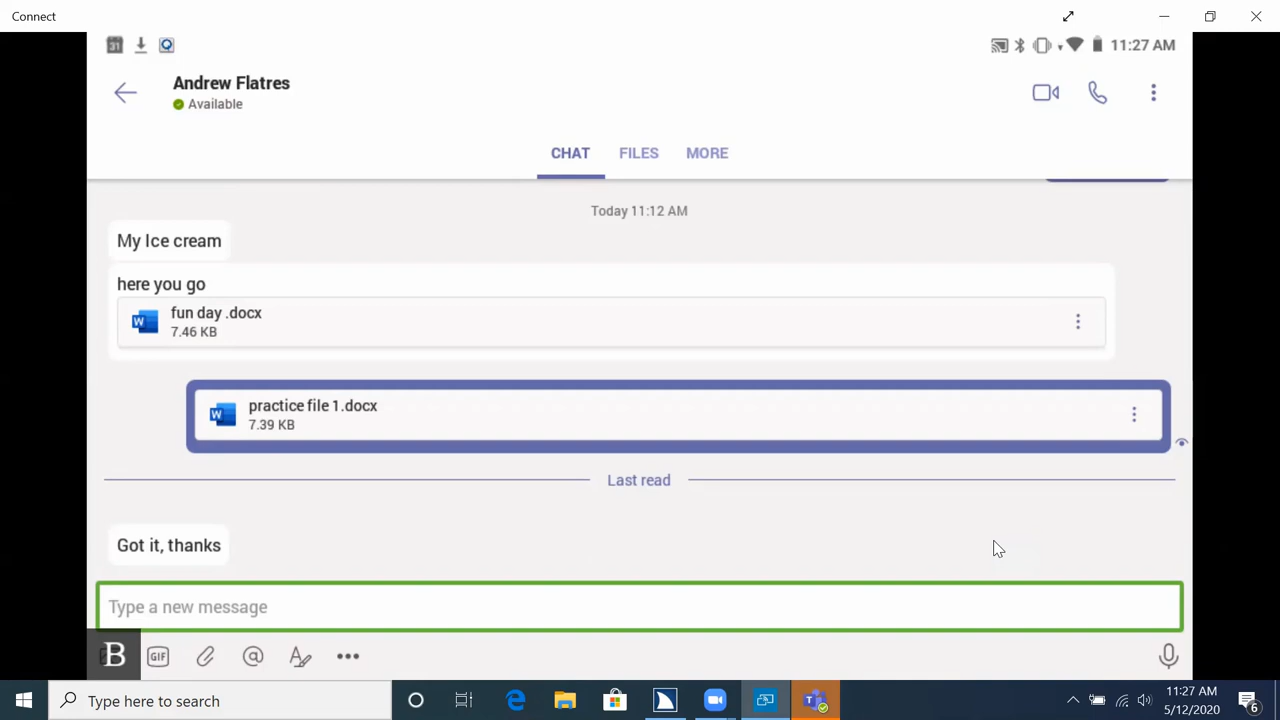 Connect
31
11:27 AM
Andrew Flatres
Available
CHAT FILES MORE
Today 11:12 AM
My Ice cream
here you go
W
fun day .docx
7.46 KB
W
practice file 1.docx
7.39 KB
Last read
Got it, thanks
Type a new message
B GIF @ A
Type here to search
T
11:27 AM
5/12/2020
6